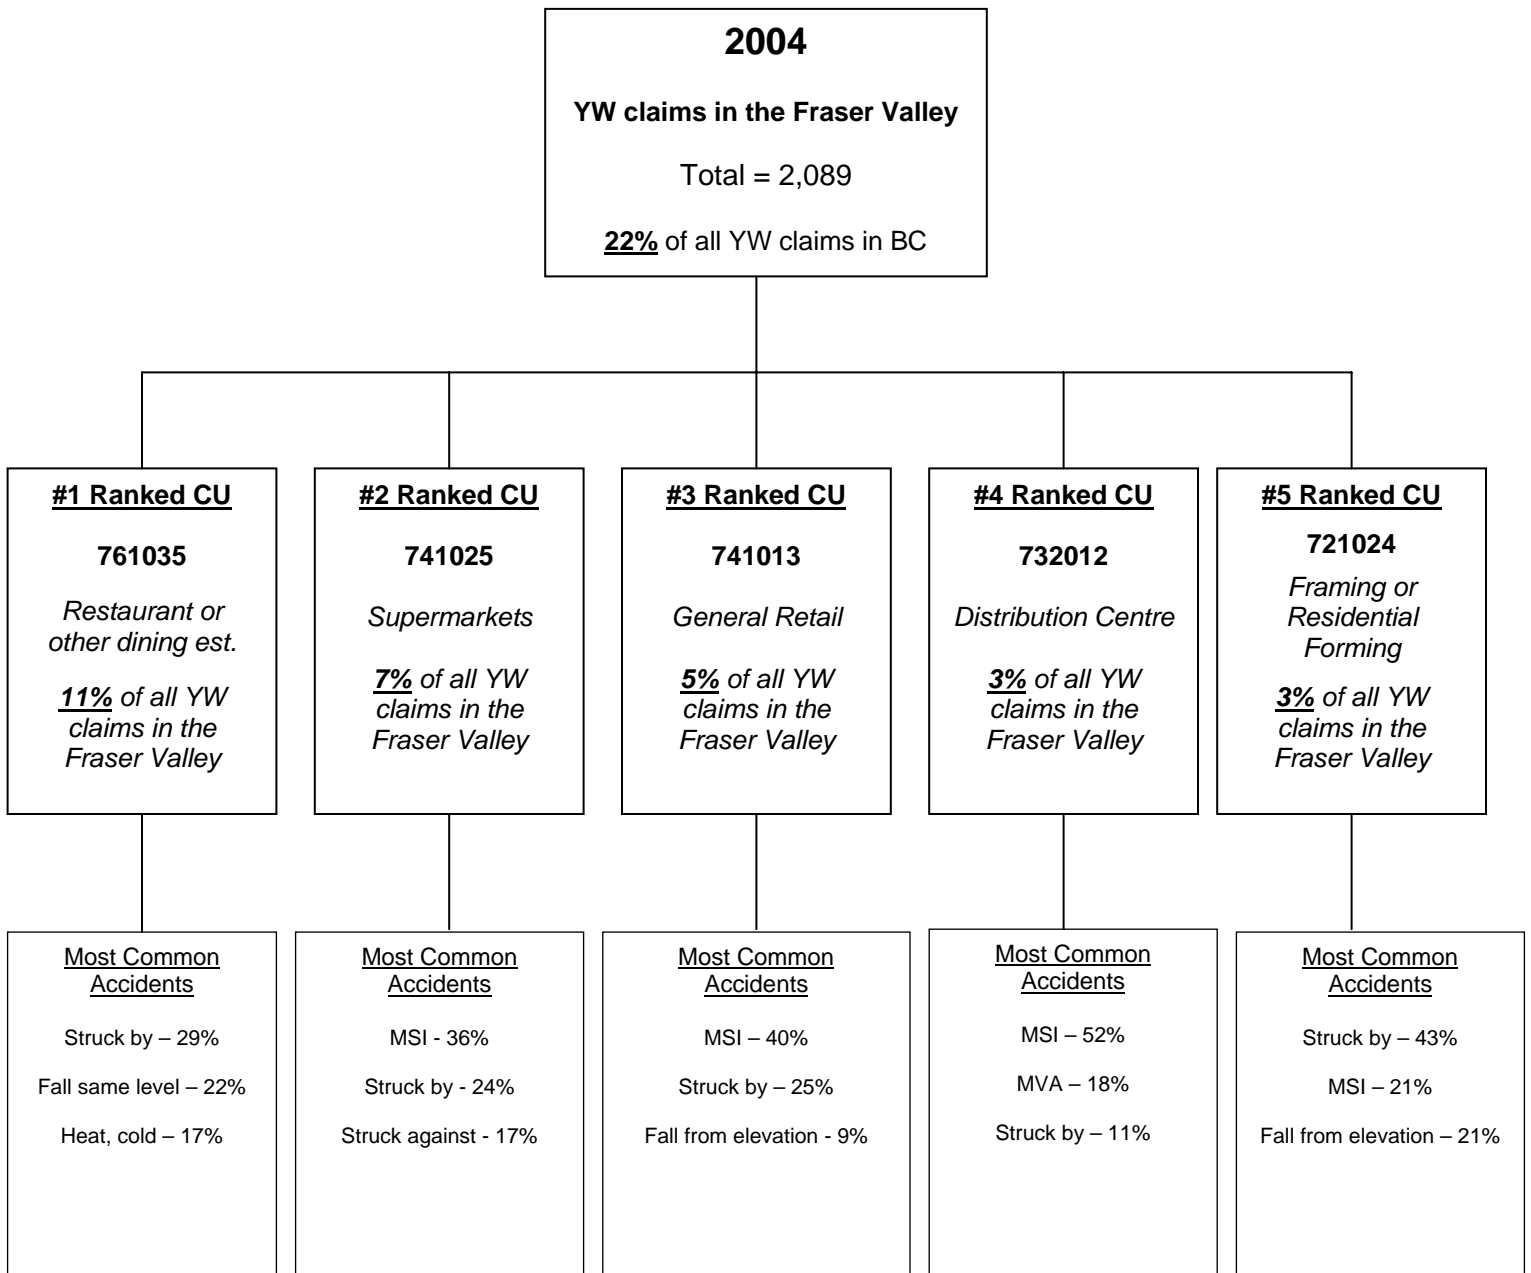 2004
YW claims in the Fraser Valley
Total = 2,089
22% of all YW claims in BC
#1 Ranked CU
761035
Restaurant or
other dining est.
11% of all YW
claims in the
Fraser Valley
#2 Ranked CU
741025
Supermarkets
7% of all YW
claims in the
Fraser Valley
#3 Ranked CU
741013
General Retail
5% of all YW
claims in the
Fraser Valley
#4 Ranked CU
732012
Distribution Centre
3% of all YW
claims in the
Fraser Valley
#5 Ranked CU
721024
Framing or
Residential
Forming
3% of all YW
claims in the
Fraser Valley
Most Common
Accidents
Struck by – 29%
Fall same level – 22%
Heat, cold – 17%
Most Common
Accidents
MSI - 36%
Struck by - 24%
Struck against - 17%
Most Common
Accidents
MSI – 40%
Struck by – 25%
Fall from elevation - 9%
Most Common
Accidents
MSI – 52%
MVA – 18%
Struck by – 11%
Most Common
Accidents
Struck by – 43%
MSI – 21%
Fall from elevation – 21%